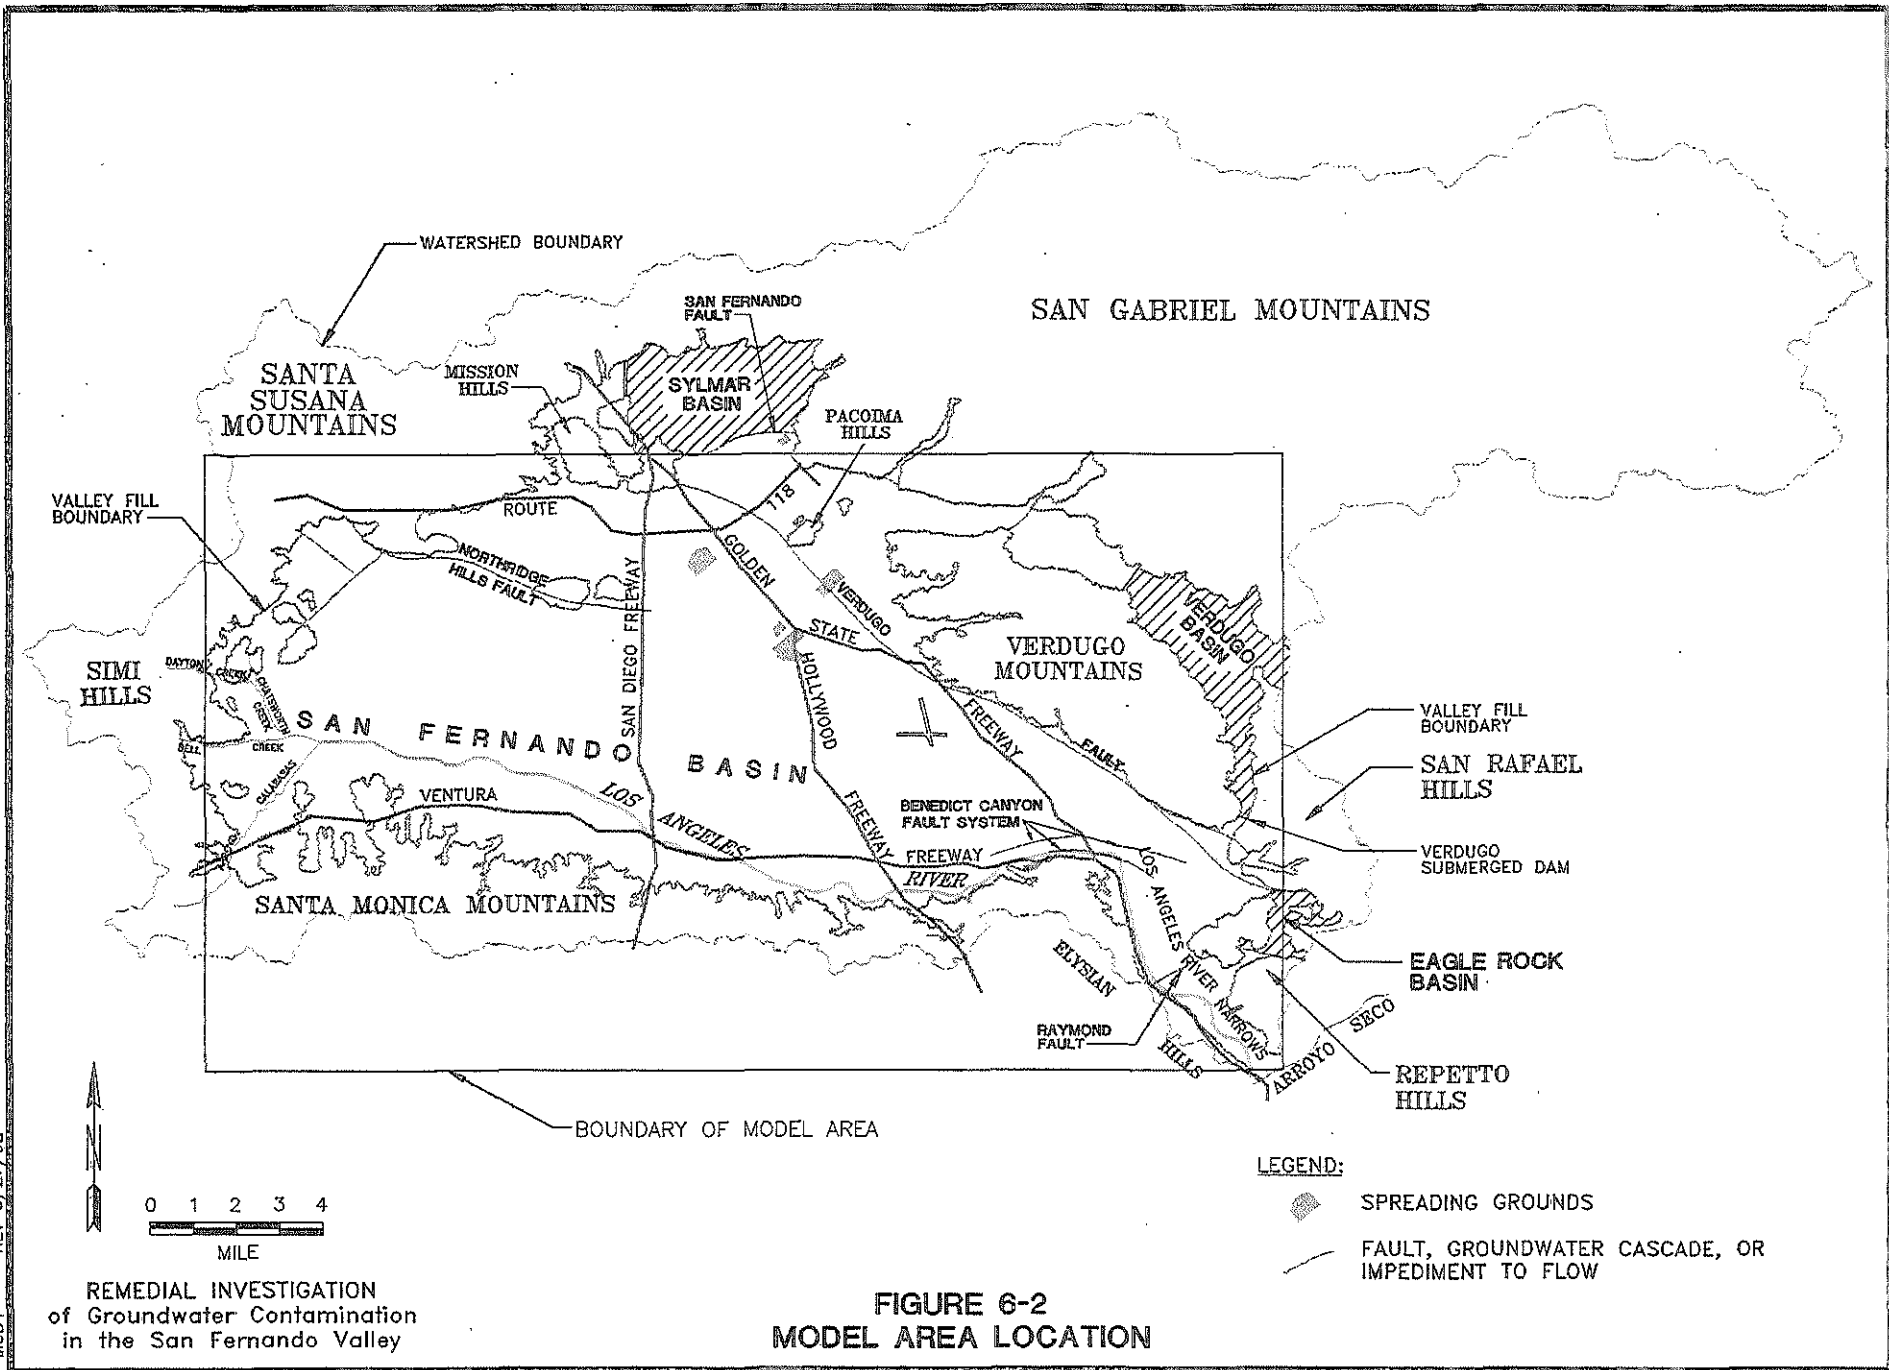 WATERSHED BOUNDARY
SAN FERNANDO
FAULT
SAN GABRIEL MOUNTAINS
SANTA
SUSANA
MOUNTAINS
MISSION
HILLS
SYLMAR
BASIN
PACOIMA
HILLS
VALLEY FILL
BOUNDARY
ROUTE
118
NORTHRIDGE
HILLS FAULT
SAN DIEGO FREEWAY
GOLDEN
STATE
FREEWAY
VERDUGO
FAULT
HOLLYWOOD
FREEWAY
VERDUGO
MOUNTAINS
VERDUGO
BASIN
SIMI
HILLS
DAYTON
CREEK
CHATSWORTH
CREEK
BELL
CREEK
CALABASAS
SAN FERNANDO BASIN
VALLEY FILL
BOUNDARY
SAN RAFAEL
HILLS
VENTURA
FREEWAY
LOS
ANGELES
RIVER
BENEDICT CANYON
FAULT SYSTEM
VERDUGO
SUBMERGED DAM
SANTA MONICA MOUNTAINS
LOS ANGELES RIVER NARROWS
ELYSIAN
HILLS
EAGLE ROCK
BASIN
RAYMOND
FAULT
ARROYO SECO
REPETTO
HILLS
BOUNDARY OF MODEL AREA
N
0 1 2 3 4
MILE
LEGEND:
SPREADING GROUNDS
FAULT, GROUNDWATER CASCADE, OR
IMPEDIMENT TO FLOW
REMEDIAL INVESTIGATION
of Groundwater Contamination
in the San Fernando Valley
FIGURE 6-2
MODEL AREA LOCATION